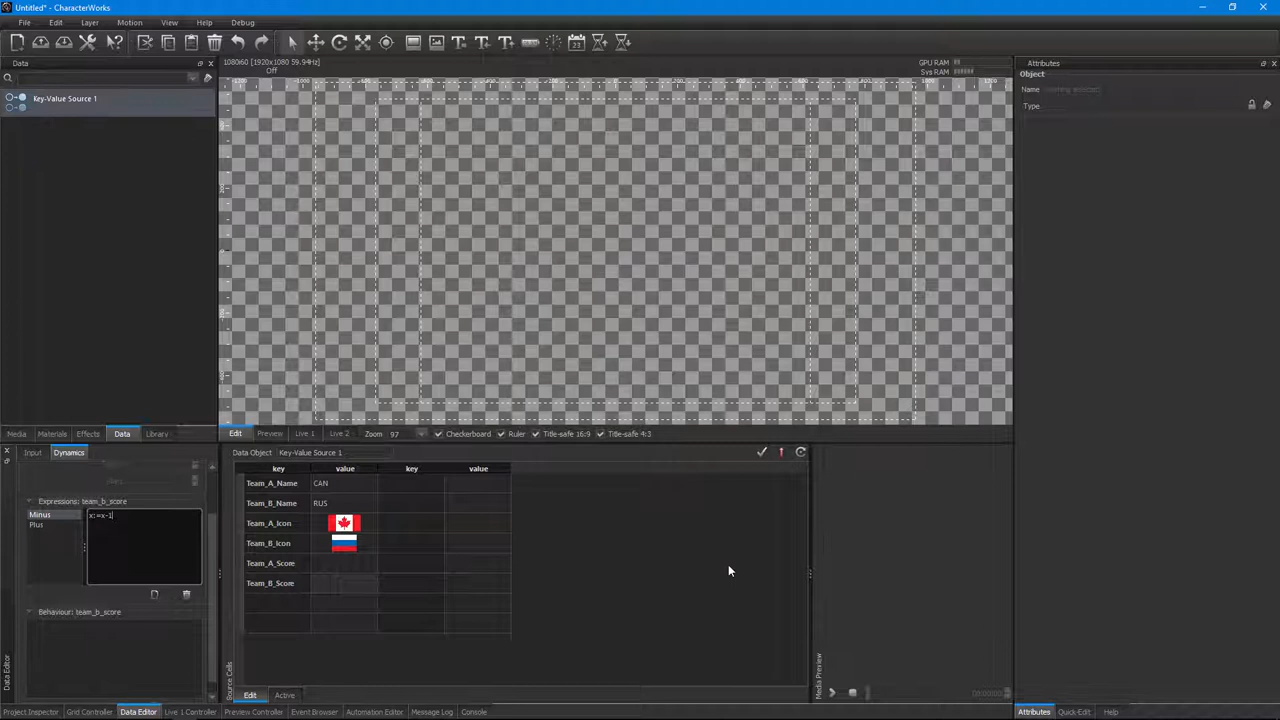 Untitled* - CharacterWorks
File Edit Layer Motion View Help Debug
Data
1080i60 [1920x1080 59.94Hz]
Off
GPU RAM
Sys RAM
Attributes
Object
Name
Type
Key-Value Source 1
Media Materials Effects Data Library
Edit Preview Live 1 Live 2 Zoom 97 Checkerboard Ruler Title-safe 16:9 Title-safe 4:3
Input Dynamics
Data Object Key-Value Source 1
key value key value
Team_A_Name CAN
Team_B_Name RUS
Team_A_Icon
Team_B_Icon
Team_A_Score
Team_B_Score
Expressions: team_b_score
Minus
Plus
x:=x-1
Behaviour: team_b_score
Data Editor
Source Cells
Media Preview
Edit Active
Project Inspector Grid Controller Data Editor Live 1 Controller Preview Controller Event Browser Automation Editor Message Log Console
Attributes Quick-Edit Help